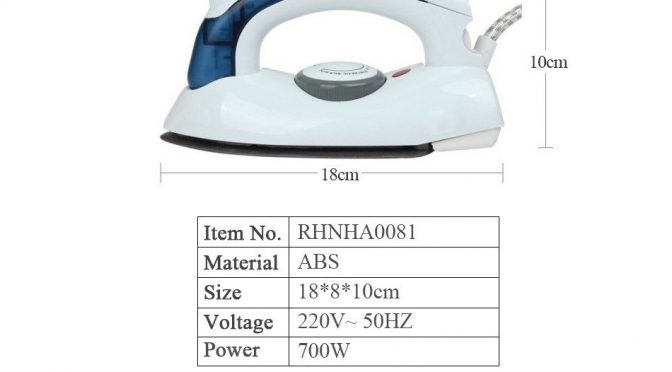 10cm
18cm
Item No. RHNHA0081
Material ABS
Size 18*8*10cm
Voltage 220V~ 50HZ
Power 700W